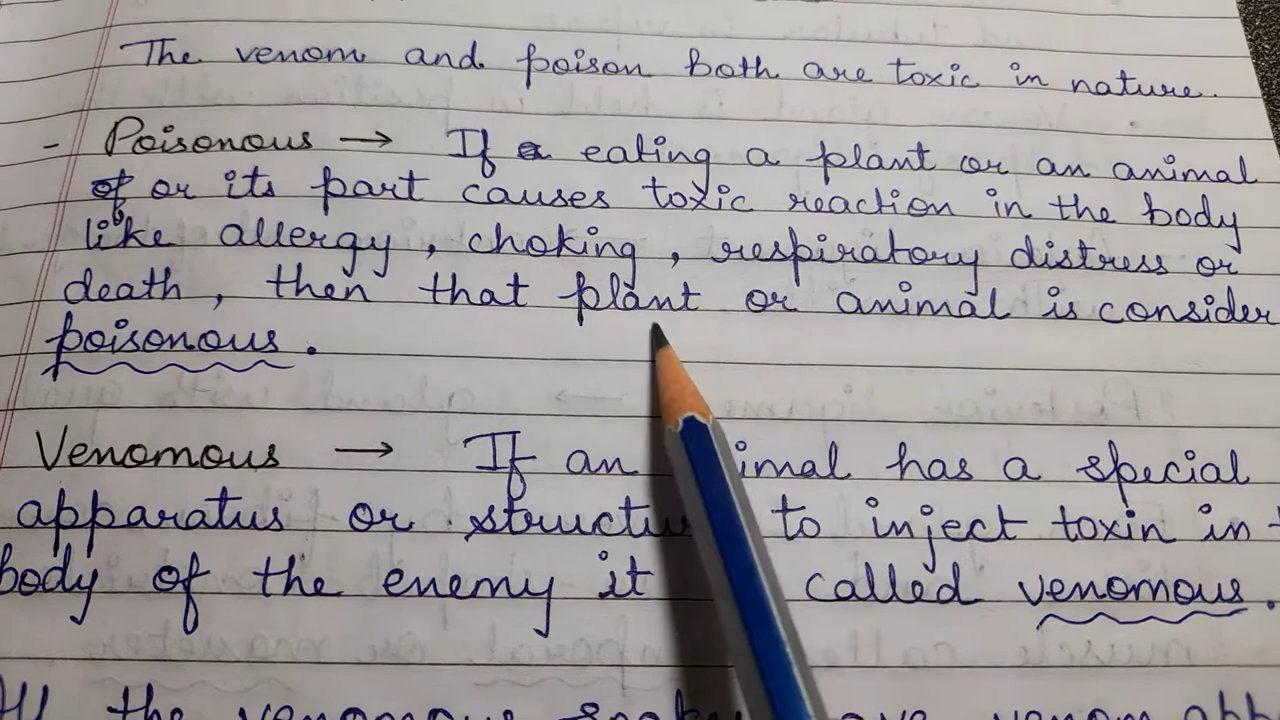 The venom and poison both are toxic in nature.
- Poisonous → If a eating a plant or an animal
of or its part causes toxic reaction in the body
like allergy, choking, respiratory distress or
death, then that plant or animal is consider
poisonous.
Venomous → If an imal has a special
apparatus or structu to inject toxin in
body of the enemy it called venomous.
the venomous